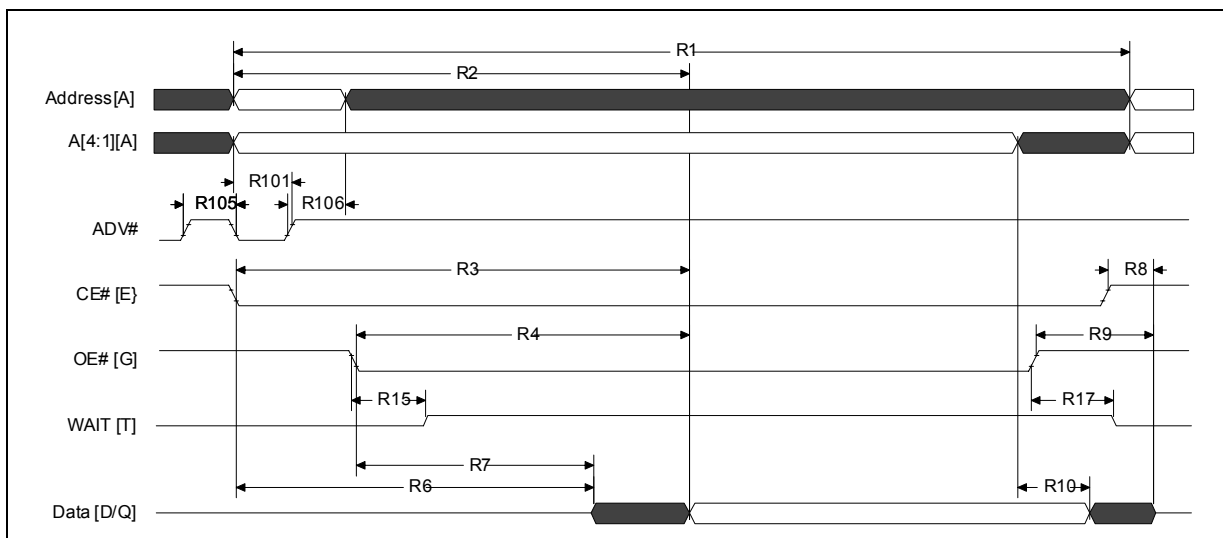 R1
R2
Address [A]
A[4:1][A]
R101
R105 R106
ADV#
R3 R8
CE# [E}
R4 R9
OE# [G]
R15 R17
WAIT [T]
R7
R6 R10
Data [D/Q]